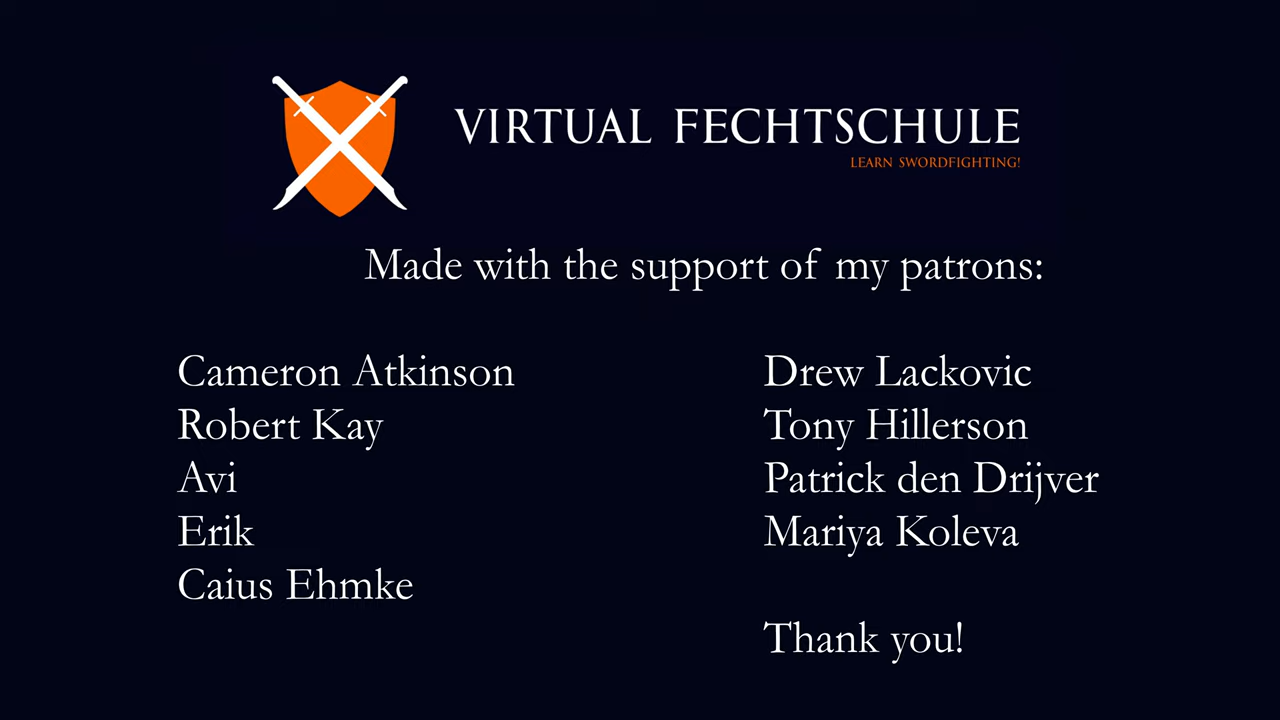 VIRTUAL FECHTSCHULE
LEARN SWORDFIGHTING!
Made with the support of my patrons:
Cameron Atkinson
Robert Kay
Avi
Erik
Caius Ehmke
Drew Lackovic
Tony Hillerson
Patrick den Drijver
Mariya Koleva
Thank you!